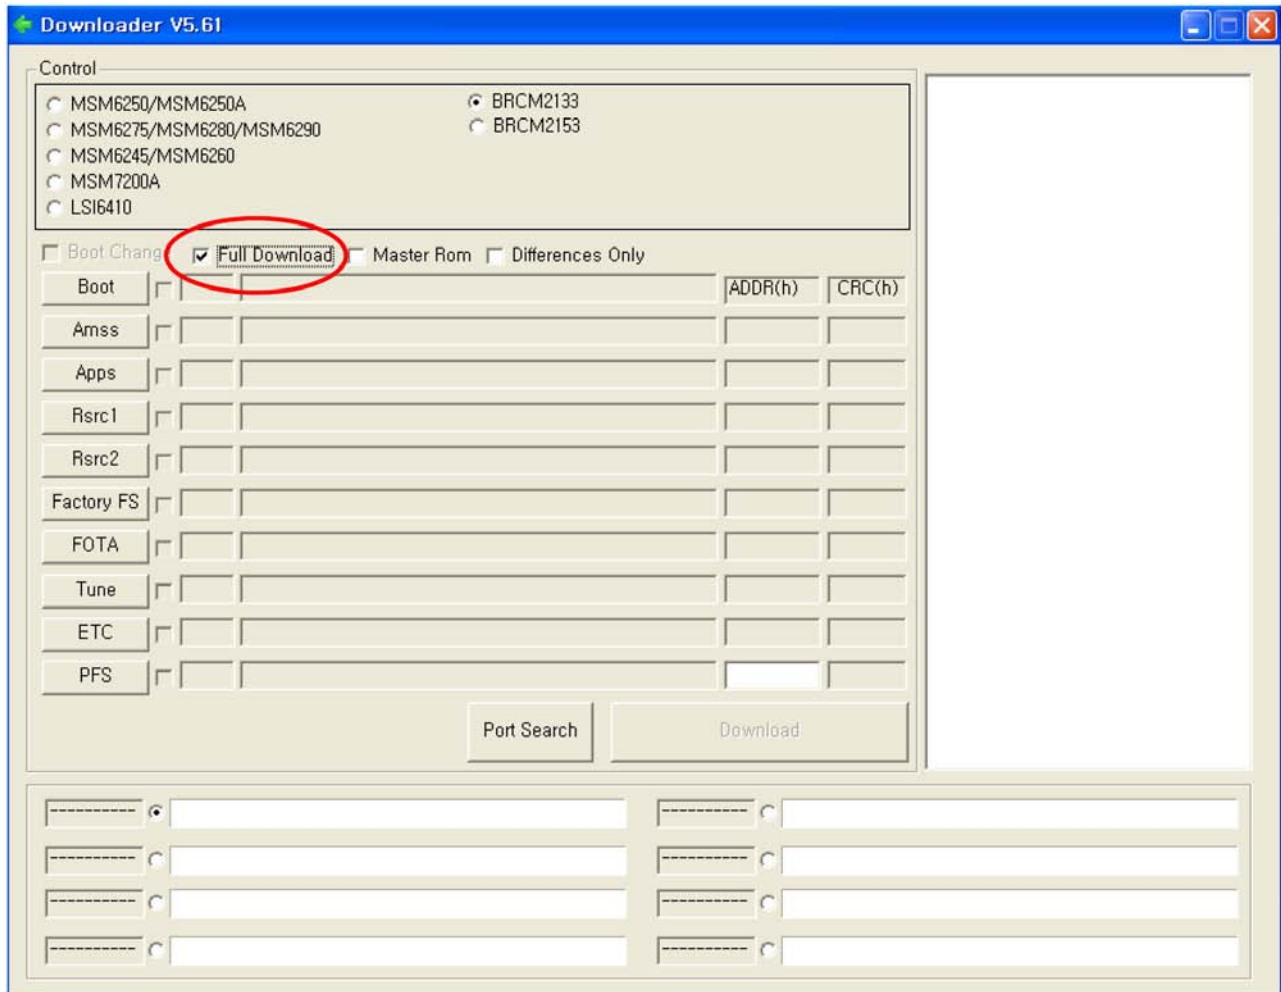 Downloader V5.61
Control
MSM6250/MSM6250A
MSM6275/MSM6280/MSM6290
MSM6245/MSM6260
MSM7200A
LSI6410
BRCM2133
BRCM2153
Boot Chang Full Download Master Rom Differences Only
Boot ADDR(h) CRC(h)
Amss
Apps
Rsrc1
Rsrc2
Factory FS
FOTA
Tune
ETC
PFS
Port Search Download
---------- ----------
---------- ----------
---------- ----------
---------- ----------